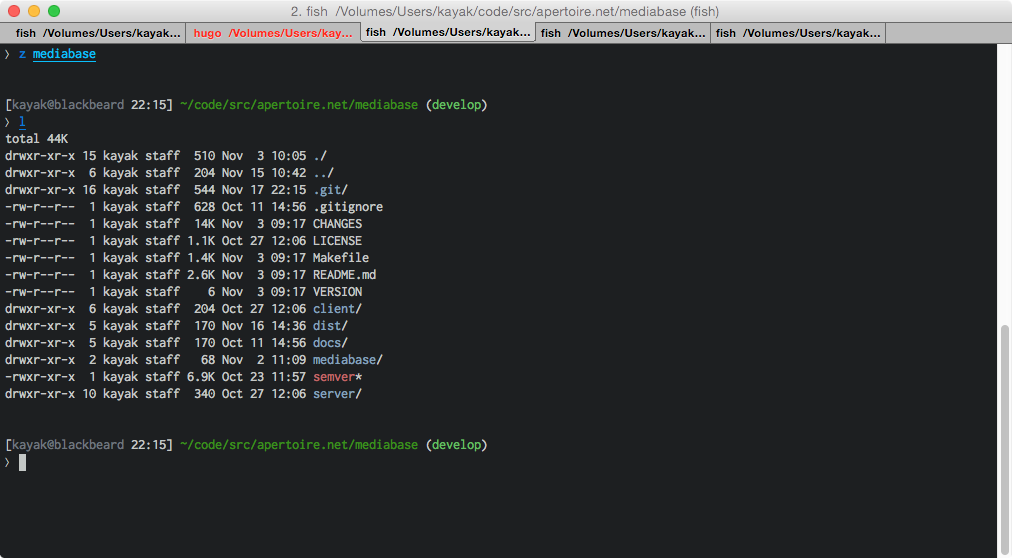 2. fish  /Volumes/Users/kayak/code/src/apertoire.net/mediabase (fish)
fish  /Volumes/Users/kayak... hugo  /Volumes/Users/kay... fish  /Volumes/Users/kayak... fish  /Volumes/Users/kayak... fish  /Volumes/Users/kayak...
❯ z mediabase
[kayak@blackbeard 22:15] ~/code/src/apertoire.net/mediabase (develop)
❯ l
total 44K
drwxr-xr-x 15 kayak staff  510 Nov  3 10:05 ./
drwxr-xr-x  6 kayak staff  204 Nov 15 10:42 ../
drwxr-xr-x 16 kayak staff  544 Nov 17 22:15 .git/
-rw-r--r--  1 kayak staff  628 Oct 11 14:56 .gitignore
-rw-r--r--  1 kayak staff  14K Nov  3 09:17 CHANGES
-rw-r--r--  1 kayak staff 1.1K Oct 27 12:06 LICENSE
-rw-r--r--  1 kayak staff 1.4K Nov  3 09:17 Makefile
-rw-r--r--  1 kayak staff 2.6K Nov  3 09:17 README.md
-rw-r--r--  1 kayak staff    6 Nov  3 09:17 VERSION
drwxr-xr-x  6 kayak staff  204 Oct 27 12:06 client/
drwxr-xr-x  5 kayak staff  170 Nov 16 14:36 dist/
drwxr-xr-x  5 kayak staff  170 Oct 11 14:56 docs/
drwxr-xr-x  2 kayak staff   68 Nov  2 11:09 mediabase/
-rwxr-xr-x  1 kayak staff 6.9K Oct 23 11:57 semver*
drwxr-xr-x 10 kayak staff  340 Oct 27 12:06 server/
[kayak@blackbeard 22:15] ~/code/src/apertoire.net/mediabase (develop)
❯